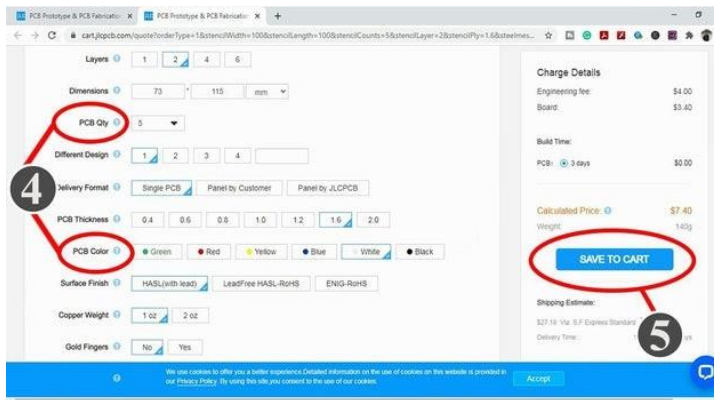 PCB Prototype & PCB Fabricatio
PCB Prototype & PCB Fabricatio
cart.jlcpcb.com/quote?orderType=1&stencilWidth=100&stencilLength=100&stencilCounts=5&stencilLayer=2&stencilPly=1.6&steelmes...
Layers 1 2 4 6
Dimensions 73 * 115 mm
PCB Qty 5
Different Design 1 2 3 4
Delivery Format Single PCB Panel by Customer Panel by JLCPCB
PCB Thickness 0.4 0.6 0.8 1.0 1.2 1.6 2.0
PCB Color Green Red Yellow Blue White Black
Surface Finish HASL(with lead) LeadFree HASL-RoHS ENIG-RoHS
Copper Weight 1 oz 2 oz
Gold Fingers No Yes
4
Charge Details
Engineering fee $4.00
Board: $3.40
Build Time:
PCB: 3 days $0.00
Calculated Price $7.40
Weight 140g
SAVE TO CART
Shipping Estimate:
$27.10 Via S.F Express Standard
Delivery Time:
5
We use cookies to offer you a better experience.Detailed information on the use of cookies on this website is provided in
our Privacy Policy. By using this site,you consent to the use of our cookies.
Accept